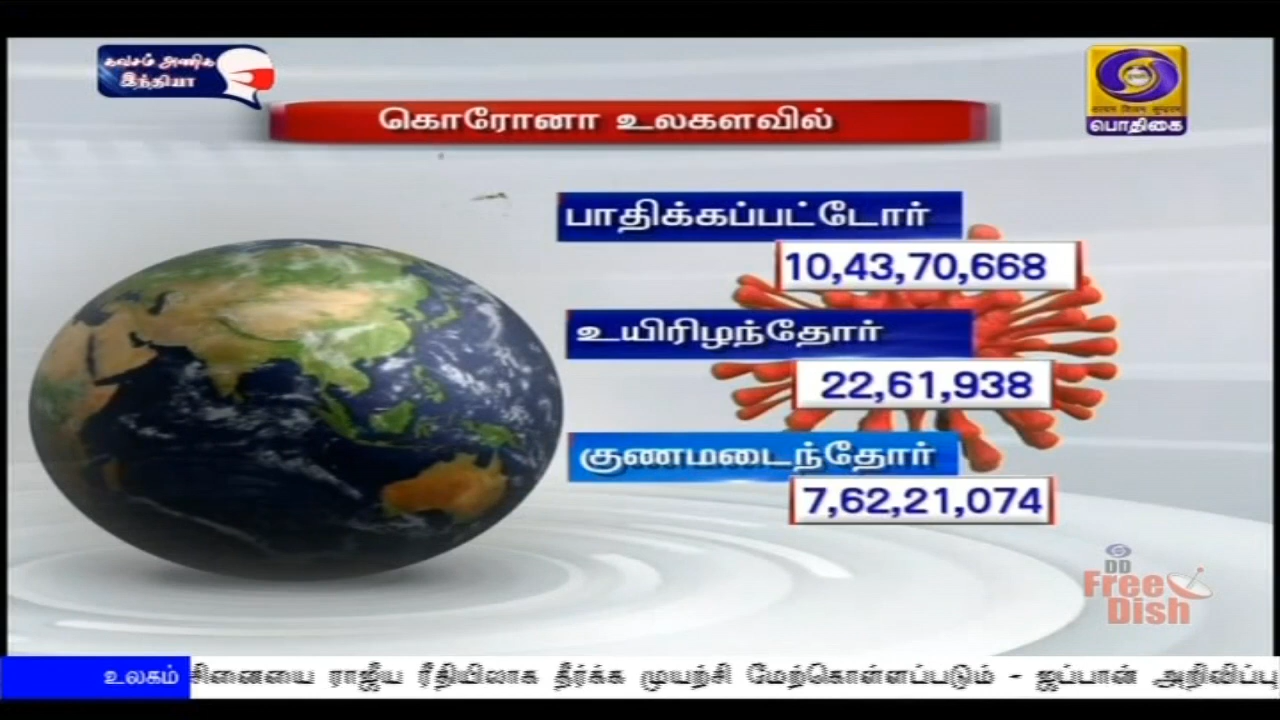 கவசம் அணிக
இந்தியா
பொதிகை
கொரோனா உலகளவில்
பாதிக்கப்பட்டோர்
10,43,70,668
உயிரிழந்தோர்
22,61,938
குணமடைந்தோர்
7,62,21,074
DD
Free
Dish
உலகம் சினையை ராஜீய ரீதியிலாக தீர்க்க முயற்சி மேற்கொள்ளப்படும் - ஜப்பான் அறிவிப்பு